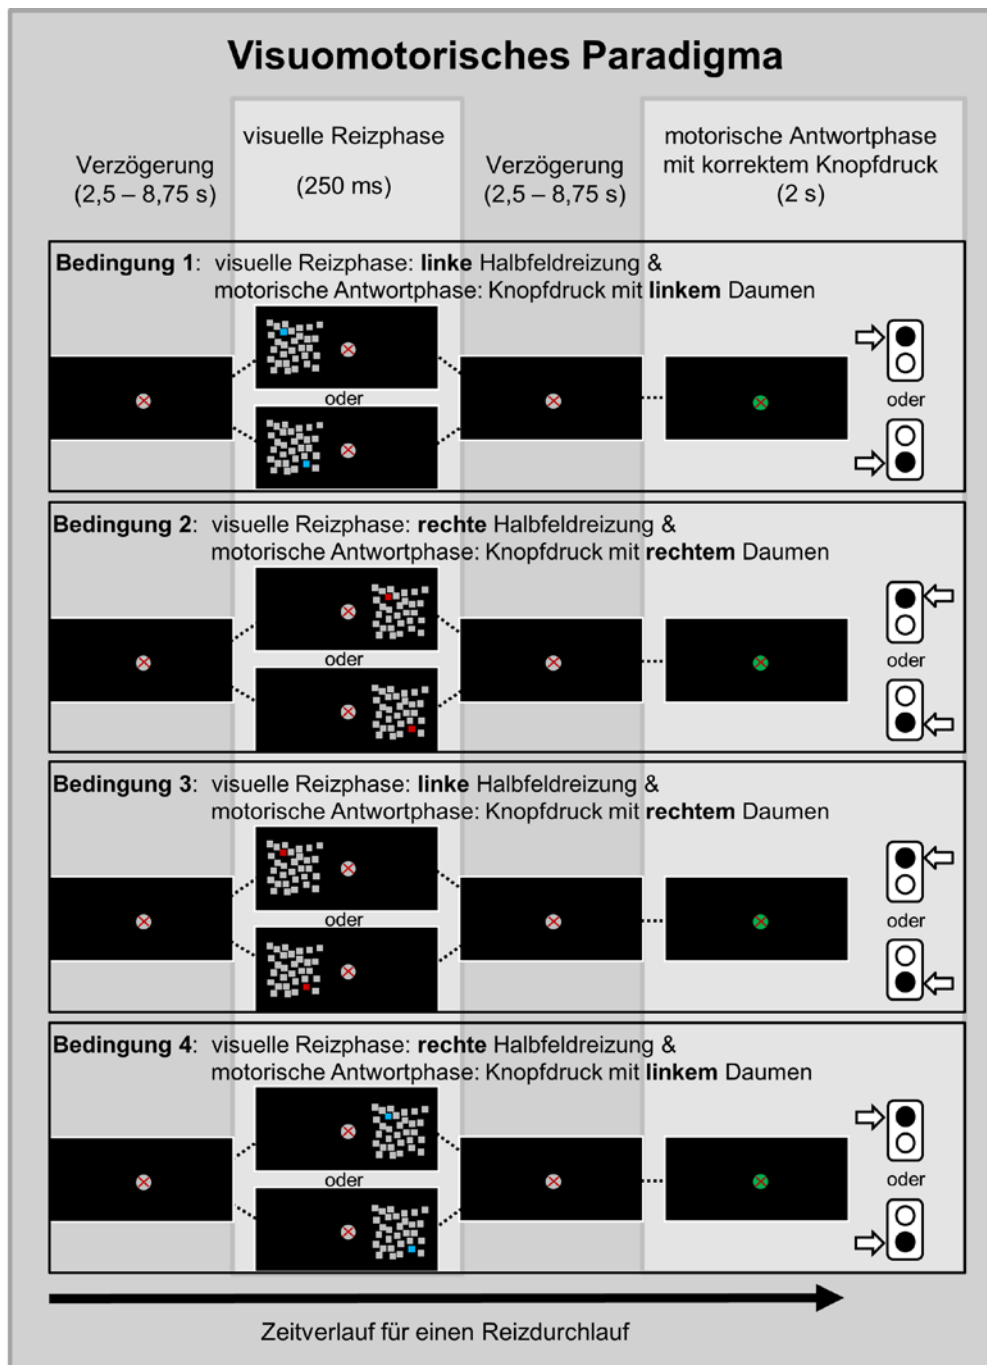 Visuomotorisches Paradigma
Verzögerung
(2,5 – 8,75 s)
visuelle Reizphase
(250 ms)
Verzögerung
(2,5 – 8,75 s)
motorische Antwortphase
mit korrektem Knopfdruck
(2 s)
Bedingung 1: visuelle Reizphase: linke Halbfeldreizung &
motorische Antwortphase: Knopfdruck mit linkem Daumen
oder
oder
Bedingung 2: visuelle Reizphase: rechte Halbfeldreizung &
motorische Antwortphase: Knopfdruck mit rechtem Daumen
oder
oder
Bedingung 3: visuelle Reizphase: linke Halbfeldreizung &
motorische Antwortphase: Knopfdruck mit rechtem Daumen
oder
oder
Bedingung 4: visuelle Reizphase: rechte Halbfeldreizung &
motorische Antwortphase: Knopfdruck mit linkem Daumen
oder
oder
Zeitverlauf für einen Reizdurchlauf